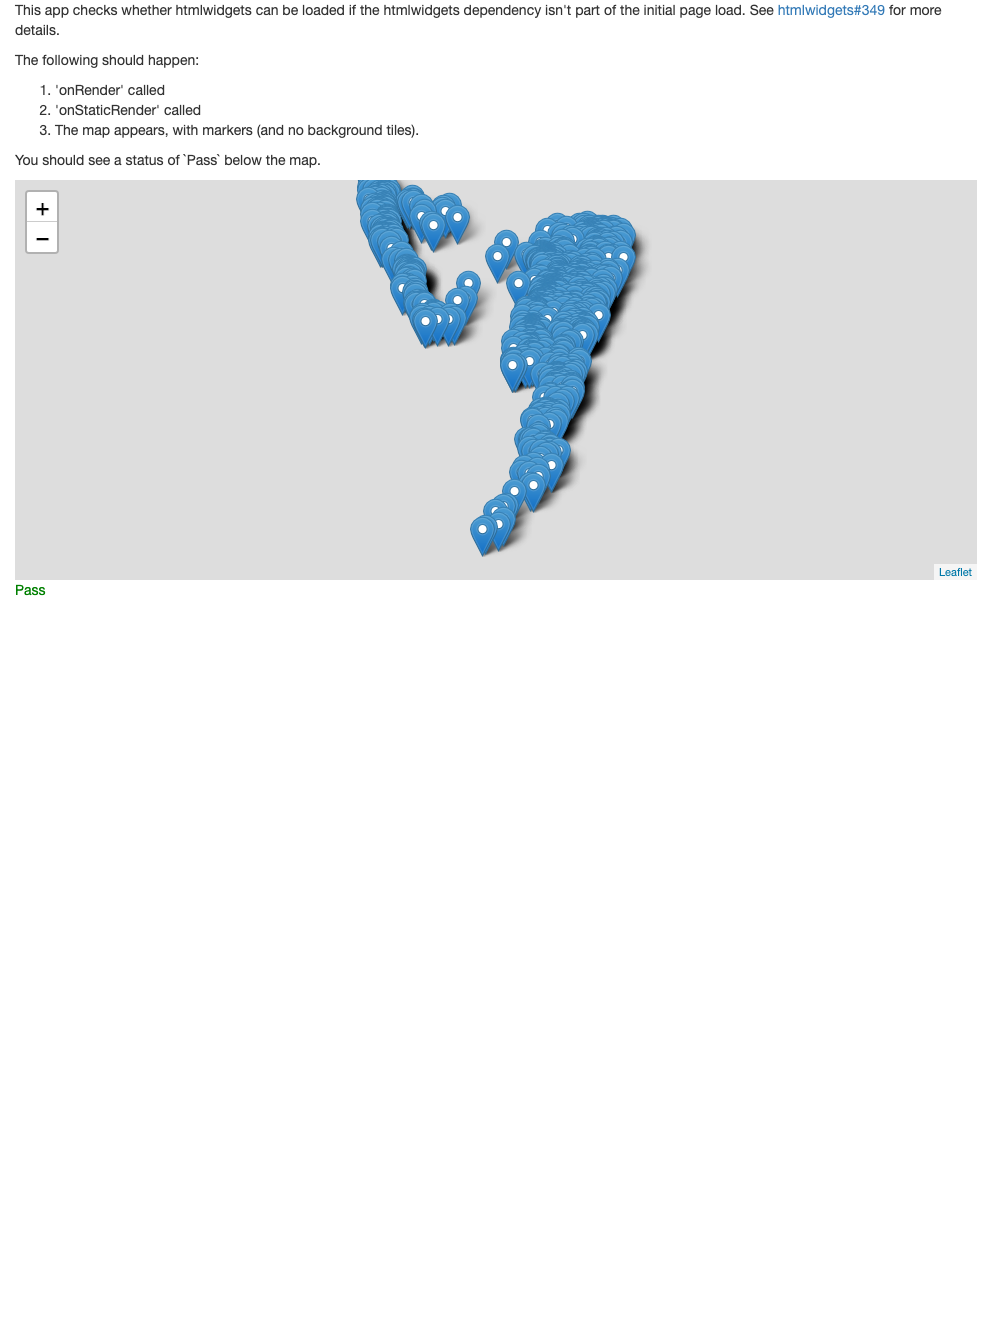 This app checks whether htmlwidgets can be loaded if the htmlwidgets dependency isn't part of the initial page load. See htmlwidgets#349 for more
details.
The following should happen:
1. 'onRender' called
2. 'onStaticRender' called
3. The map appears, with markers (and no background tiles).
You should see a status of `Pass` below the map.
+
−
Leaflet
Pass